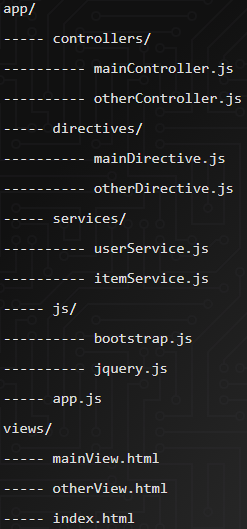 app/
----- controllers/
---------- mainController.js
---------- otherController.js
----- directives/
---------- mainDirective.js
---------- otherDirective.js
----- services/
---------- userService.js
---------- itemService.js
----- js/
---------- bootstrap.js
---------- jquery.js
----- app.js
views/
----- mainView.html
----- otherView.html
----- index.html